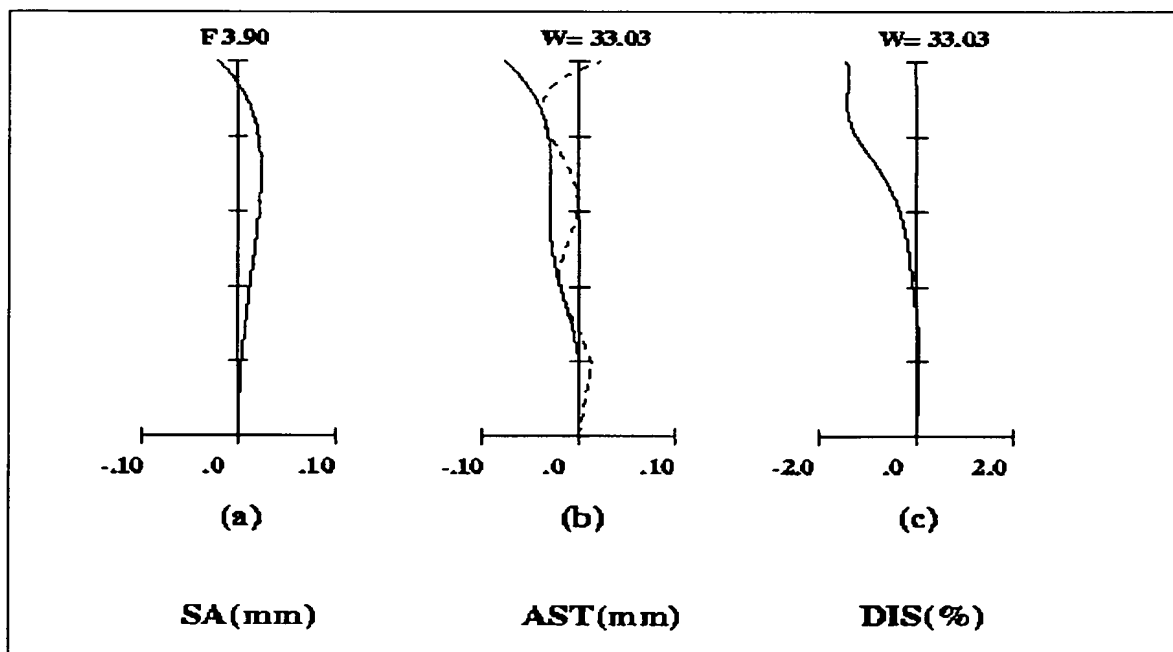 F 3.90 W= 33.03 W= 33.03
-.10 .0 .10 -.10 .0 .10 -2.0 .0 2.0
(a) (b) (c)
SA(mm) AST(mm) DIS(%)